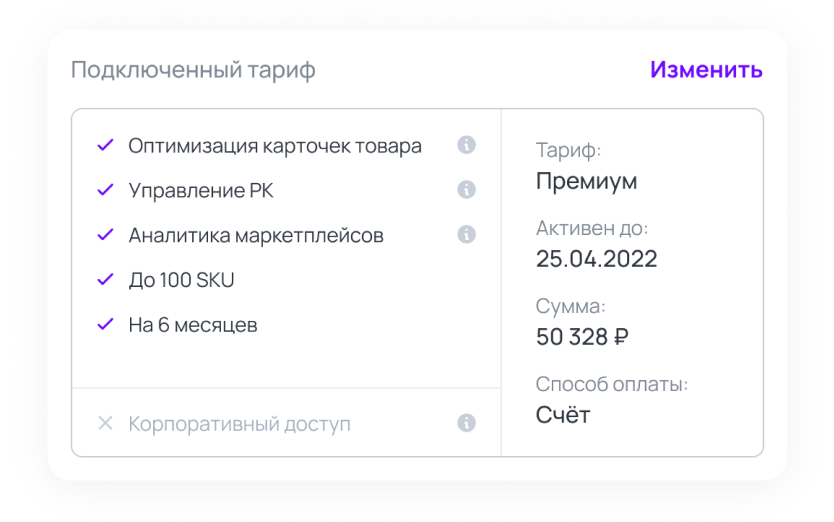 Подключенный тариф
Изменить
Оптимизация карточек товара
Управление РК
Аналитика маркетплейсов
До 100 SKU
На 6 месяцев
Корпоративный доступ
Тариф:
Премиум
Активен до:
25.04.2022
Сумма:
50 328 ₽
Способ оплаты:
Счёт